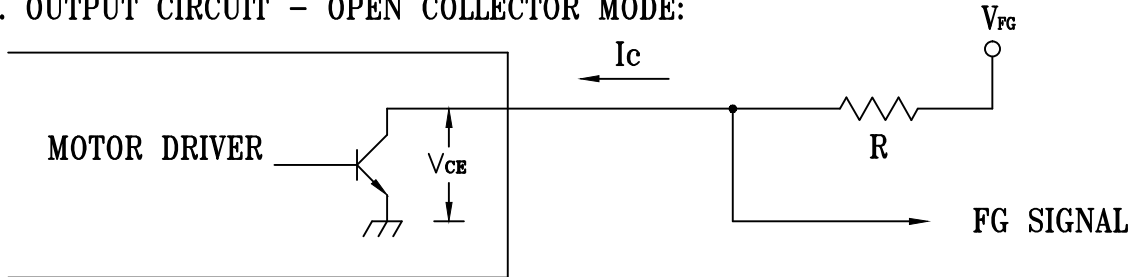 . OUTPUT CIRCUIT – OPEN COLLECTOR MODE:
VFG
Ic
MOTOR DRIVER
VCE
R
FG SIGNAL